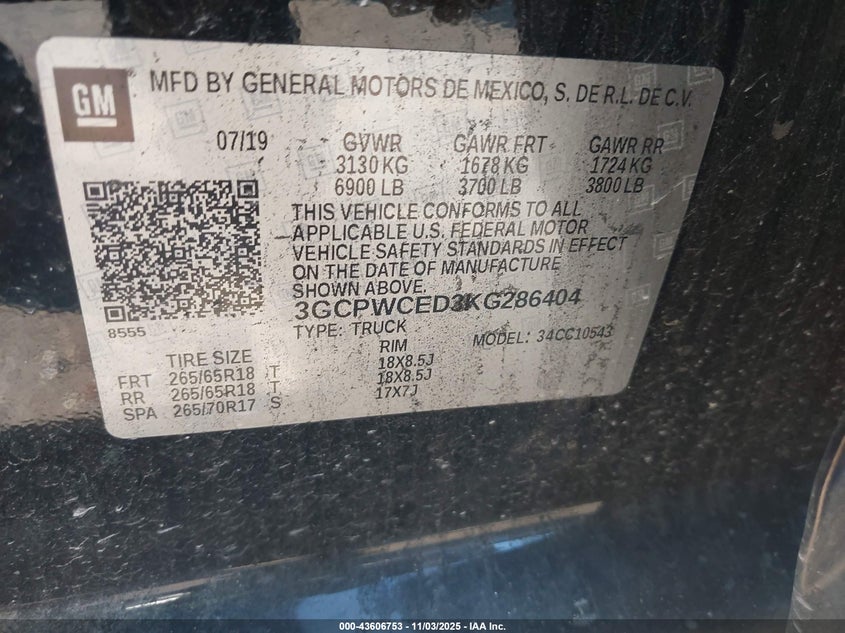 GM
MFD BY GENERAL MOTORS DE MEXICO, S. DE R.L. DE C.V.
07/19
GVWR GAWR FRT GAWR RR
3130 KG 1678 KG 1724 KG
6900 LB 3700 LB 3800 LB
THIS VEHICLE CONFORMS TO ALL
APPLICABLE U.S. FEDERAL MOTOR
VEHICLE SAFETY STANDARDS IN EFFECT
ON THE DATE OF MANUFACTURE
SHOWN ABOVE.
3GCPWCED3KG286404
8555
TYPE: TRUCK MODEL: 34CC10543
TIRE SIZE RIM
FRT 265/65R18 T 18X8.5J
RR 265/65R18 T 18X8.5J
SPA 265/70R17 S 17X7J
000-43606753 - 11/03/2025 - IAA Inc.